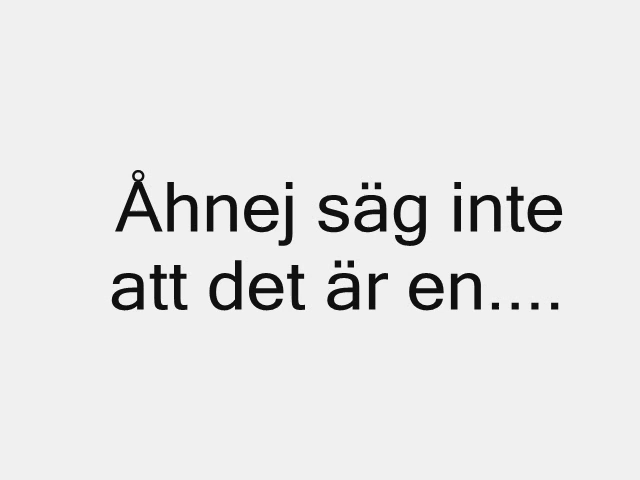 Åhnej säg inte
att det är en....